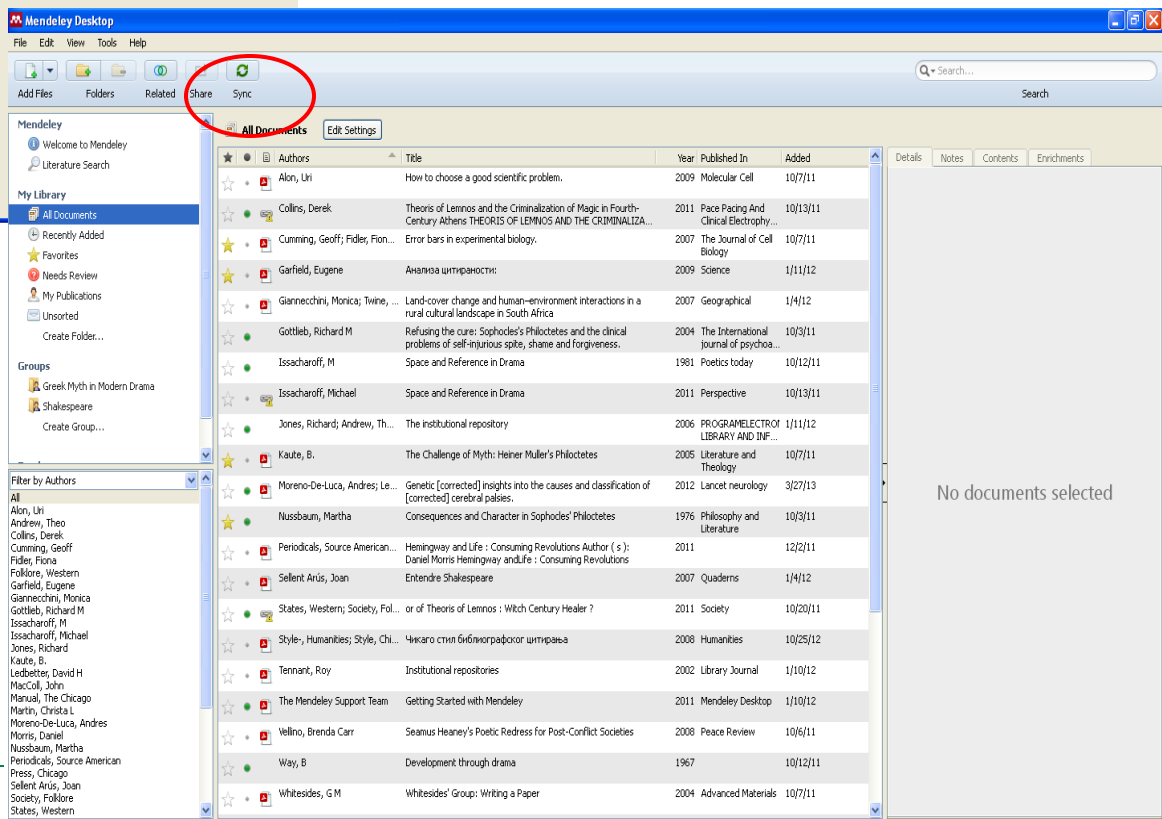 Mendeley Desktop
File Edit View Tools Help
Add Files Folders Related Share Sync
Search...
Search
Mendeley
Welcome to Mendeley
Literature Search
My Library
All Documents
Recently Added
Favorites
Needs Review
My Publications
Unsorted
Create Folder...
Groups
Greek Myth in Modern Drama
Shakespeare
Create Group...
Filter by Authors
All
Alon, Uri
Andrew, Theo
Collins, Derek
Cumming, Geoff
Fidler, Fiona
Folklore, Western
Garfield, Eugene
Giannecchini, Monica
Gottlieb, Richard M
Issacharoff, M
Issacharoff, Michael
Jones, Richard
Kaute, B.
Ledbetter, David H
MacColl, John
Manual, The Chicago
Martin, Christa L
Moreno-De-Luca, Andres
Morris, Daniel
Nussbaum, Martha
Periodicals, Source American
Press, Chicago
Sellent Arús, Joan
Society, Folklore
States, Western
All Documents Edit Settings
Authors Title Year Published In Added
Alon, Uri How to choose a good scientific problem. 2009 Molecular Cell 10/7/11
Collins, Derek Theoris of Lemnos and the Criminalization of Magic in Fourth- 2011 Pace Pacing And 10/13/11
Century Athens THEORIS OF LEMNOS AND THE CRIMINALIZA... Clinical Electrophy...
Cumming, Geoff; Fidler, Fion... Error bars in experimental biology. 2007 The Journal of Cell 10/7/11
Biology
Garfield, Eugene Анализа цитираности: 2009 Science 1/11/12
Giannecchini, Monica; Twine, ... Land-cover change and human–environment interactions in a 2007 Geographical 1/4/12
rural cultural landscape in South Africa
Gottlieb, Richard M Refusing the cure: Sophocles's Philoctetes and the clinical 2004 The International 10/3/11
problems of self-injurious spite, shame and forgiveness. journal of psychoa...
Issacharoff, M Space and Reference in Drama 1981 Poetics today 10/12/11
Issacharoff, Michael Space and Reference in Drama 2011 Perspective 10/13/11
Jones, Richard; Andrew, Th... The institutional repository 2006 PROGRAMELECTRO 1/11/12
LIBRARY AND INF...
Kaute, B. The Challenge of Myth: Heiner Muller's Philoctetes 2005 Literature and 10/7/11
Theology
Moreno-De-Luca, Andres; Le... Genetic [corrected] insights into the causes and classification of 2012 Lancet neurology 3/27/13
[corrected] cerebral palsies.
Nussbaum, Martha Consequences and Character in Sophocles' Philoctetes 1976 Philosophy and 10/3/11
Literature
Periodicals, Source American... Hemingway and Life : Consuming Revolutions Author ( s ): 2011 12/2/11
Daniel Morris Hemingway andLife : Consuming Revolutions
Sellent Arús, Joan Entendre Shakespeare 2007 Quaderns 1/4/12
States, Western; Society, Fol... or of Theoris of Lemnos : Witch Century Healer ? 2011 Society 10/20/11
Style-, Humanities; Style, Chi... Чикаго стил библиографског цитирања 2008 Humanities 10/25/12
Tennant, Roy Institutional repositories 2002 Library Journal 1/10/12
The Mendeley Support Team Getting Started with Mendeley 2011 Mendeley Desktop 1/10/12
Vellino, Brenda Carr Seamus Heaney's Poetic Redress for Post-Conflict Societies 2008 Peace Review 10/6/11
Way, B Development through drama 1967 10/12/11
Whitesides, G M Whitesides' Group: Writing a Paper 2004 Advanced Materials 10/7/11
Details Notes Contents Enrichments
No documents selected